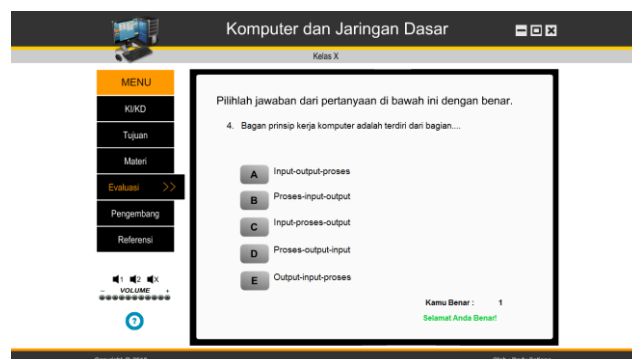 Komputer dan Jaringan Dasar
Kelas X
MENU
KI/KD
Tujuan
Materi
Evaluasi >>
Pengembang
Referensi
1 2 X
- VOLUME +
?
Pilihlah jawaban dari pertanyaan di bawah ini dengan benar.
4. Bagan prinsip kerja komputer adalah terdiri dari bagian....
A Input-output-proses
B Proses-input-output
C Input-proses-output
D Proses-output-input
E Output-input-proses
Kamu Benar : 1
Selamat Anda Benar!